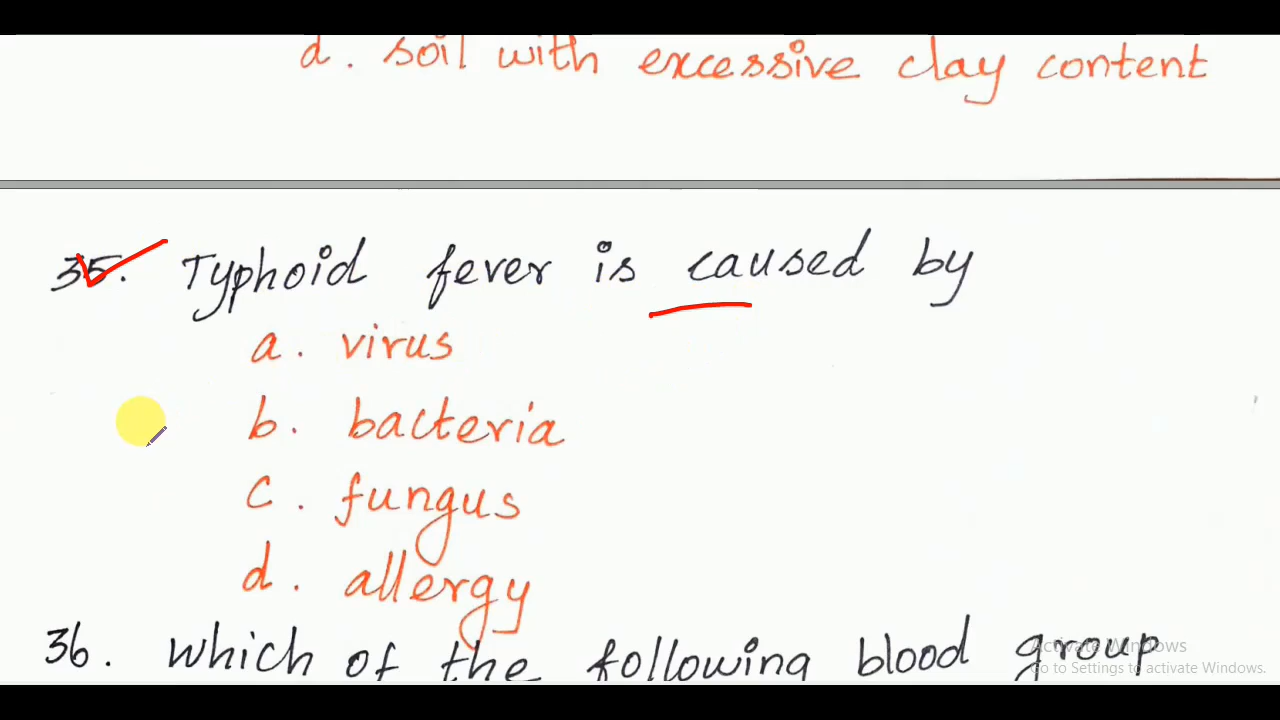 d. soil with excessive clay content
35. Typhoid fever is caused by
a. virus
b. bacteria
c. fungus
d. allergy
36. which of the following blood group
Activate Windows
Go to Settings to activate Windows.